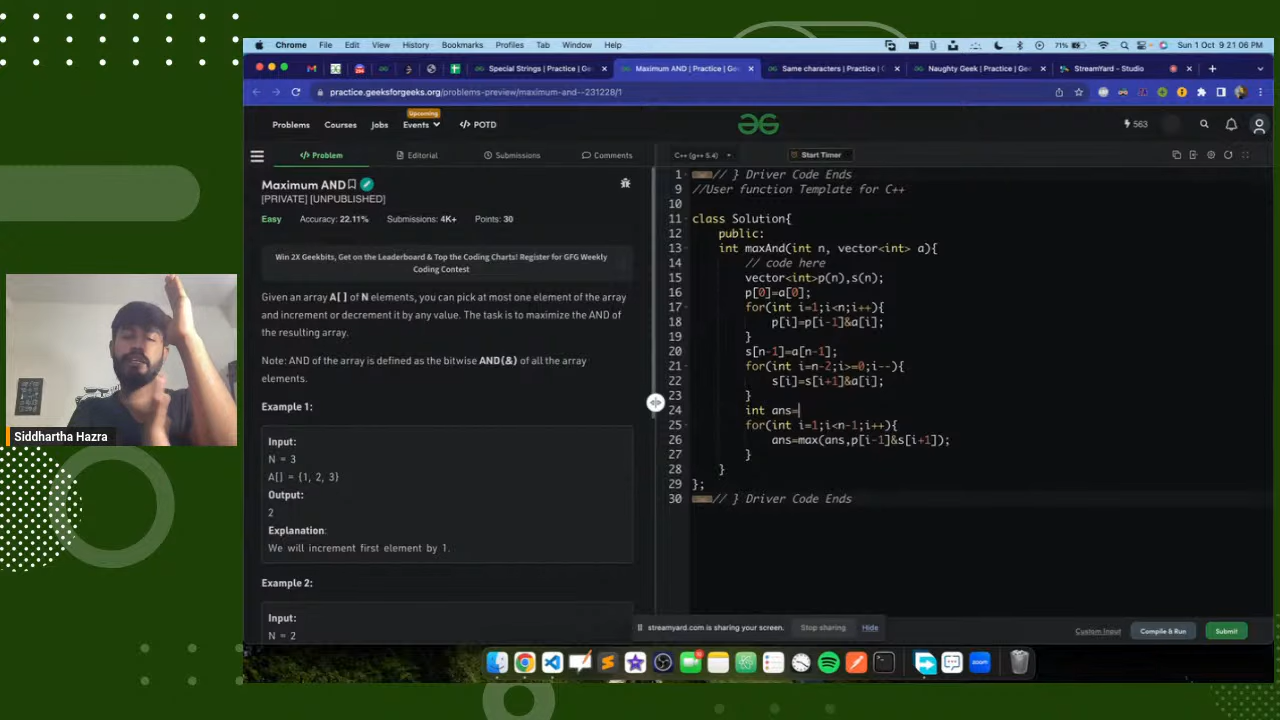 Chrome File Edit View History Bookmarks Profiles Tab Window Help 71% Sun 1 Oct 9:21:06 PM
Special Strings | Practice | Ge Maximum AND | Practice | Ge Same characters | Practice | G Naughty Geek | Practice | Ge StreamYard - Studio
practice.geeksforgeeks.org/problems-preview/maximum-and--231228/1
Upcoming
Problems Courses Jobs Events </> POTD 563
</> Problem Editorial Submissions Comments C++ (g++ 5.4) Start Timer
Maximum AND
[PRIVATE] [UNPUBLISHED]
Easy Accuracy: 22.11% Submissions: 4K+ Points: 30
Win 2X Geekbits, Get on the Leaderboard & Top the Coding Charts! Register for GFG Weekly
Coding Contest
Given an array A[ ] of N elements, you can pick at most one element of the array
and increment or decrement it by any value. The task is to maximize the AND of
the resulting array.
Note: AND of the array is defined as the bitwise AND(&) of all the array
elements.
Example 1:
Input:
N = 3
A[] = {1, 2, 3}
Output:
2
Explanation:
We will increment first element by 1.
Example 2:
Input:
N = 2
1 // } Driver Code Ends
9 //User function Template for C++
10
11 class Solution{
12 public:
13 int maxAnd(int n, vector<int> a){
14 // code here
15 vector<int>p(n),s(n);
16 p[0]=a[0];
17 for(int i=1;i<n;i++){
18 p[i]=p[i-1]&a[i];
19 }
20 s[n-1]=a[n-1];
21 for(int i=n-2;i>=0;i--){
22 s[i]=s[i+1]&a[i];
23 }
24 int ans=
25 for(int i=1;i<n-1;i++){
26 ans=max(ans,p[i-1]&s[i+1]);
27 }
28 }
29 };
30 // } Driver Code Ends
streamyard.com is sharing your screen. Stop sharing Hide
Custom Input Compile & Run Submit
Siddhartha Hazra
zoom